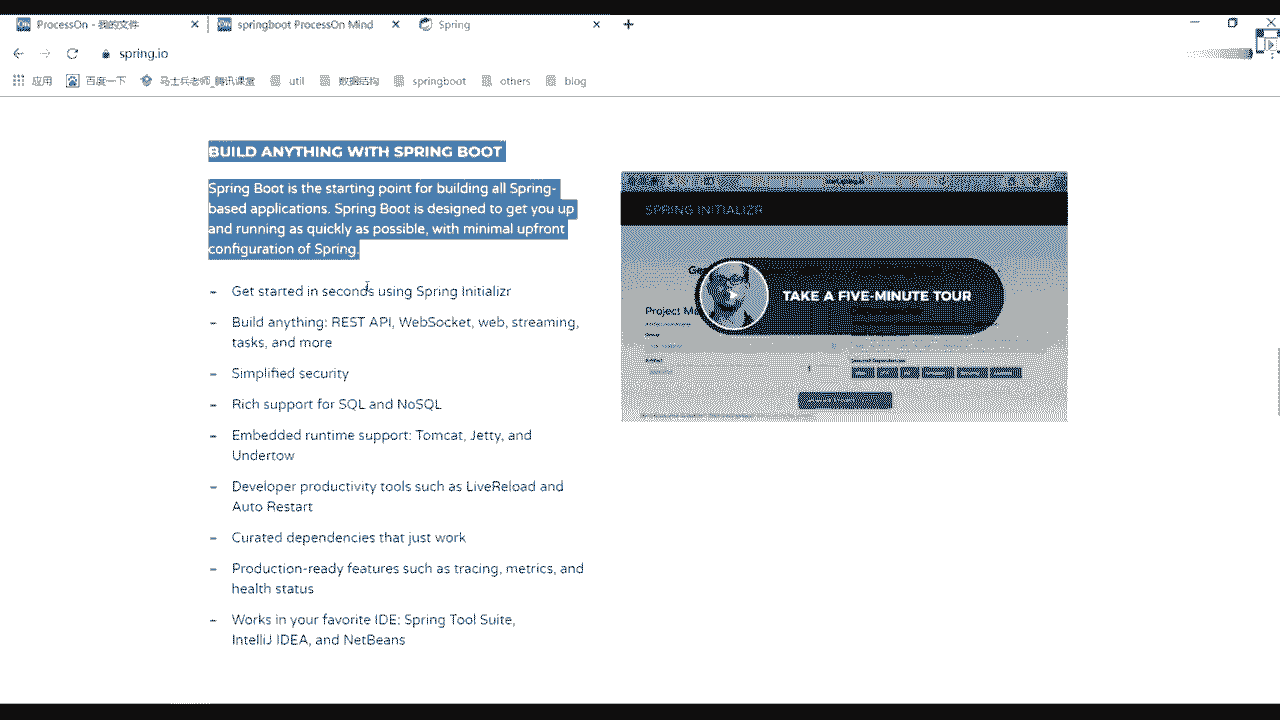 ProcessOn - 我的文件
springboot ProcessOn Mind
Spring
spring.io
应用
百度一下
马士兵老师_腾讯课堂
util
数据结构
springboot
others
blog
BUILD ANYTHING WITH SPRING BOOT
Spring Boot is the starting point for building all Spring-
based applications. Spring Boot is designed to get you up
and running as quickly as possible, with minimal upfront
configuration of Spring.
- Get started in seconds using Spring Initializr
- Build anything: REST API, WebSocket, web, streaming,
tasks, and more
- Simplified security
- Rich support for SQL and NoSQL
- Embedded runtime support: Tomcat, Jetty, and
Undertow
- Developer productivity tools such as LiveReload and
Auto Restart
- Curated dependencies that just work
- Production-ready features such as tracing, metrics, and
health status
- Works in your favorite IDE: Spring Tool Suite,
IntelliJ IDEA, and NetBeans
SPRING INITIALIZR
TAKE A FIVE-MINUTE TOUR